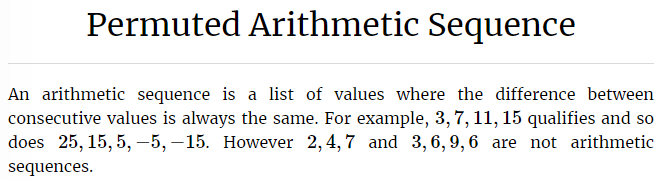 Permuted Arithmetic Sequence
An arithmetic sequence is a list of values where the difference between
consecutive values is always the same. For example, 3, 7, 11, 15 qualifies and so
does 25, 15, 5, −5, −15. However 2, 4, 7 and 3, 6, 9, 6 are not arithmetic
sequences.